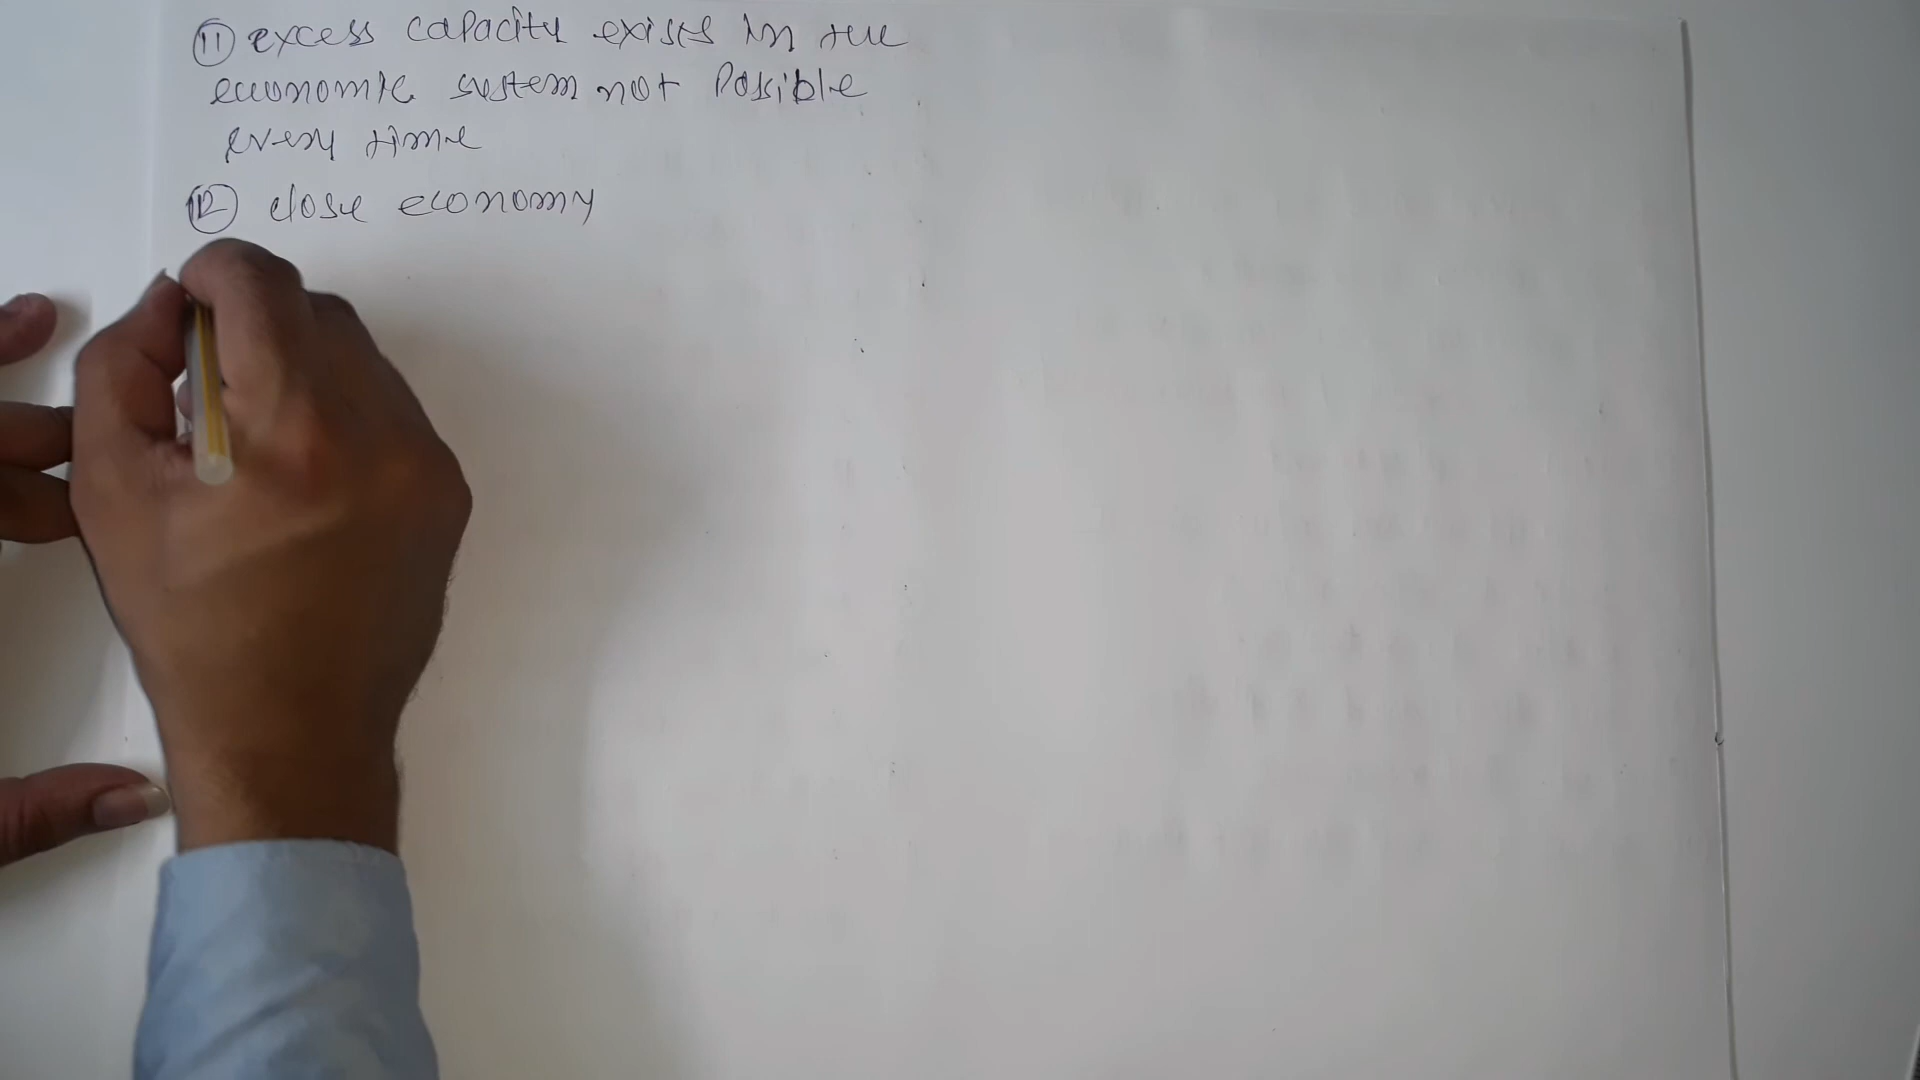 11 excess capacity exists in the
economic system not Possible
every time
12 close economy